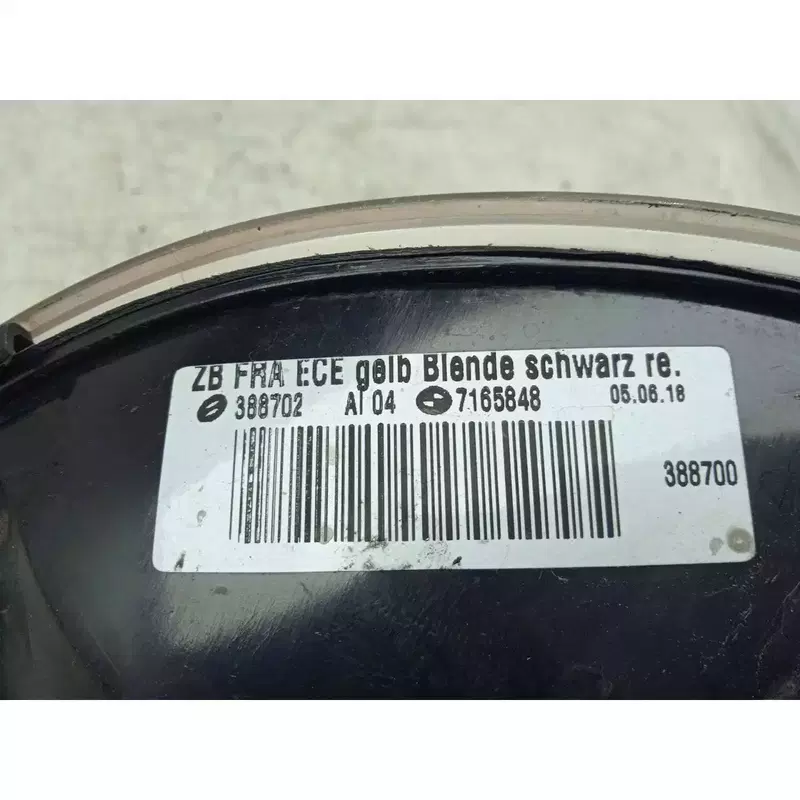 ZB FRA ECE gelb Blende schwarz re.
388702 AI 04 7165848 05.06.18
388700